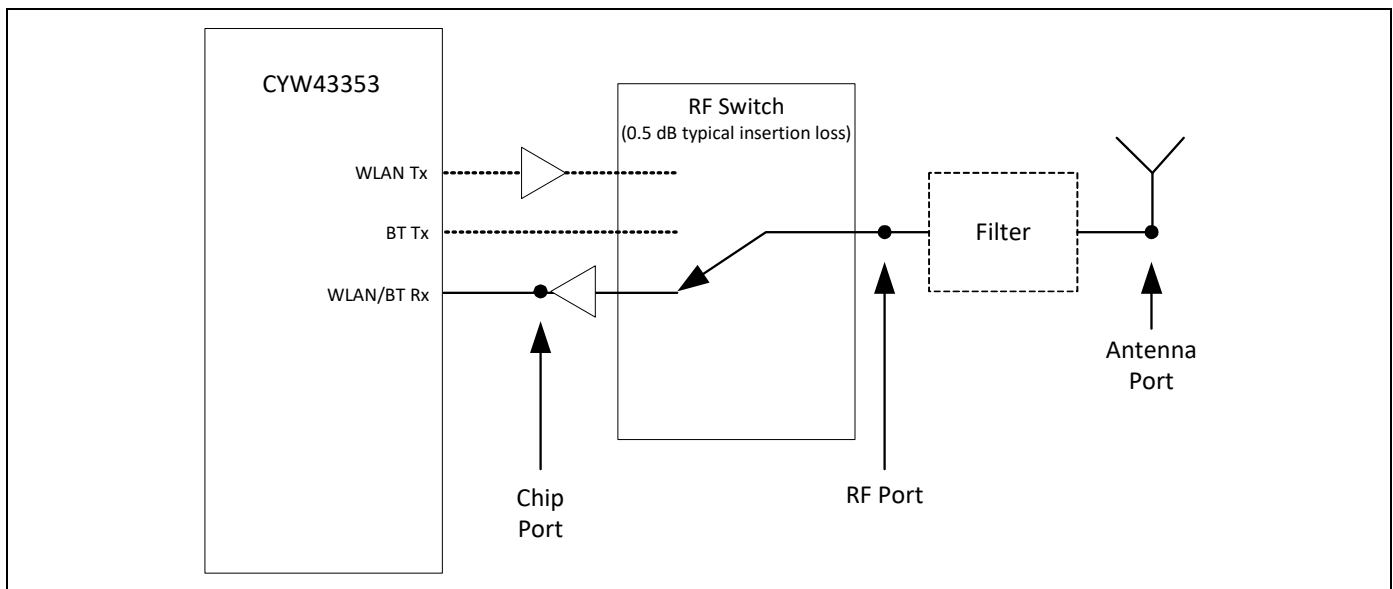 CYW43353
RF Switch
(0.5 dB typical insertion loss)
WLAN Tx
BT Tx
WLAN/BT Rx
Filter
Chip
Port
RF Port
Antenna
Port